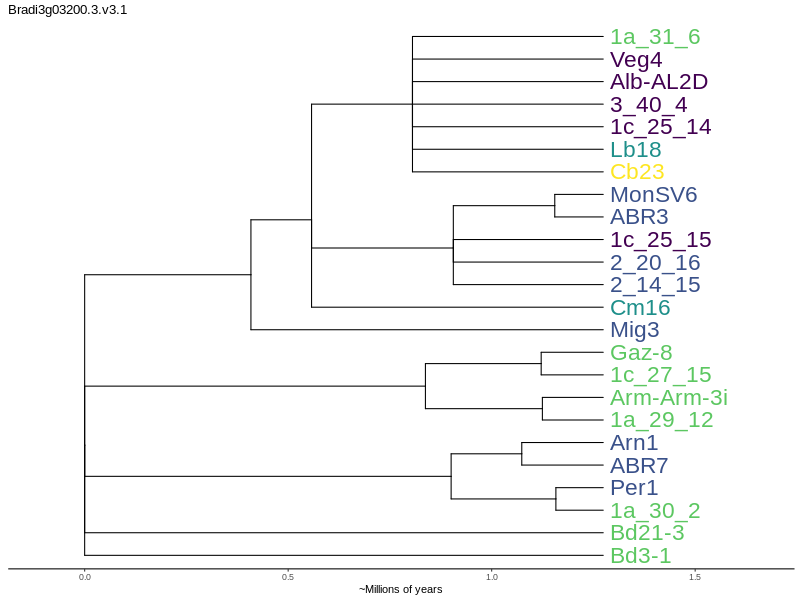 Bradi3g03200.3.v3.1
1a_31_6
Veg4
Alb-AL2D
3_40_4
1c_25_14
Lb18
Cb23
MonSV6
ABR3
1c_25_15
2_20_16
2_14_15
Cm16
Mig3
Gaz-8
1c_27_15
Arm-Arm-3i
1a_29_12
Arn1
ABR7
Per1
1a_30_2
Bd21-3
Bd3-1
0.0 0.5 1.0 1.5
~Millions of years